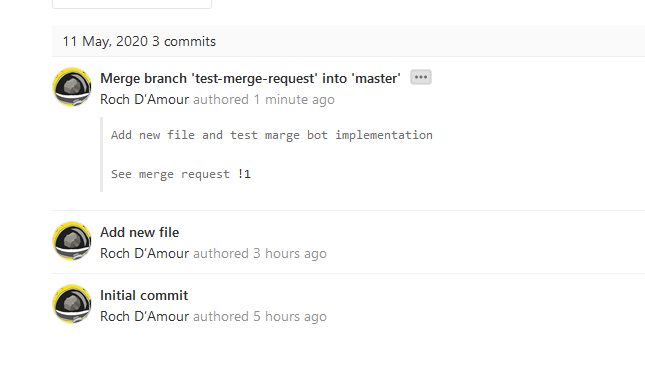 11 May, 2020 3 commits
Merge branch 'test-merge-request' into 'master'
Roch D'Amour authored 1 minute ago
Add new file and test marge bot implementation
See merge request !1
Add new file
Roch D'Amour authored 3 hours ago
Initial commit
Roch D'Amour authored 5 hours ago